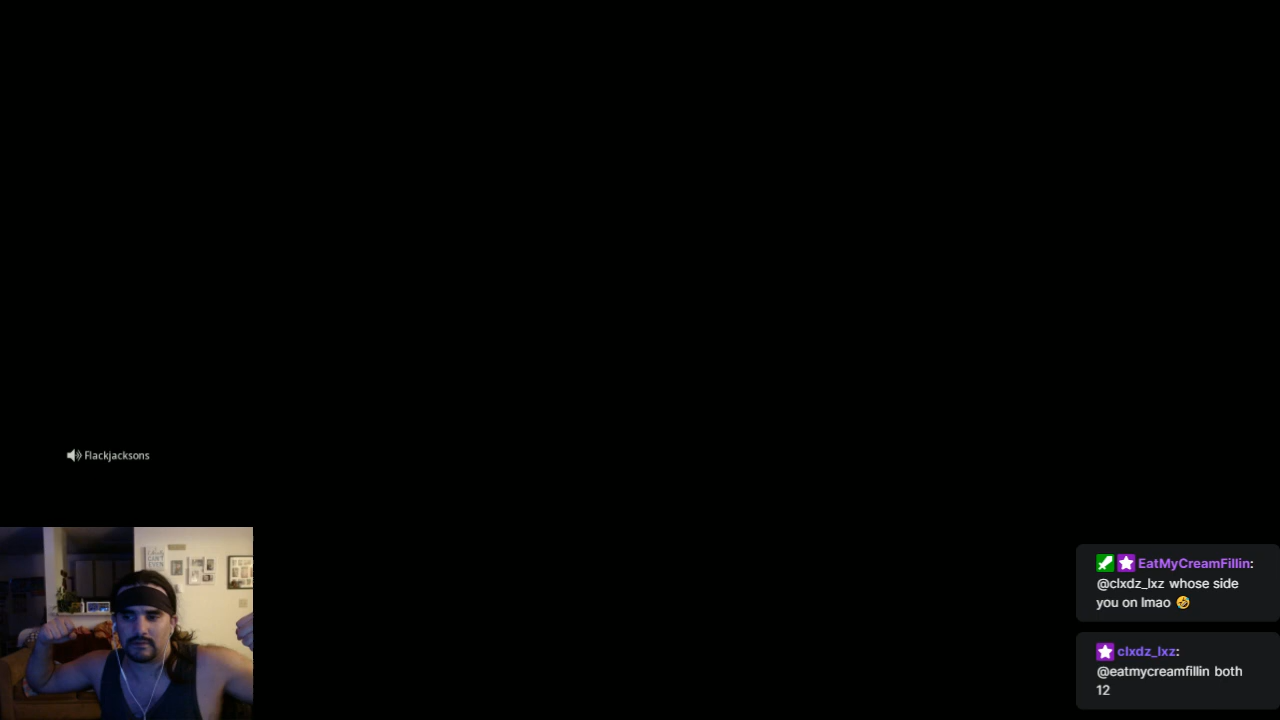 Flackjacksons
EatMyCreamFillin:
@clxdz_lxz whose side
you on lmao 🤣
clxdz_lxz:
@eatmycreamfillin both
12